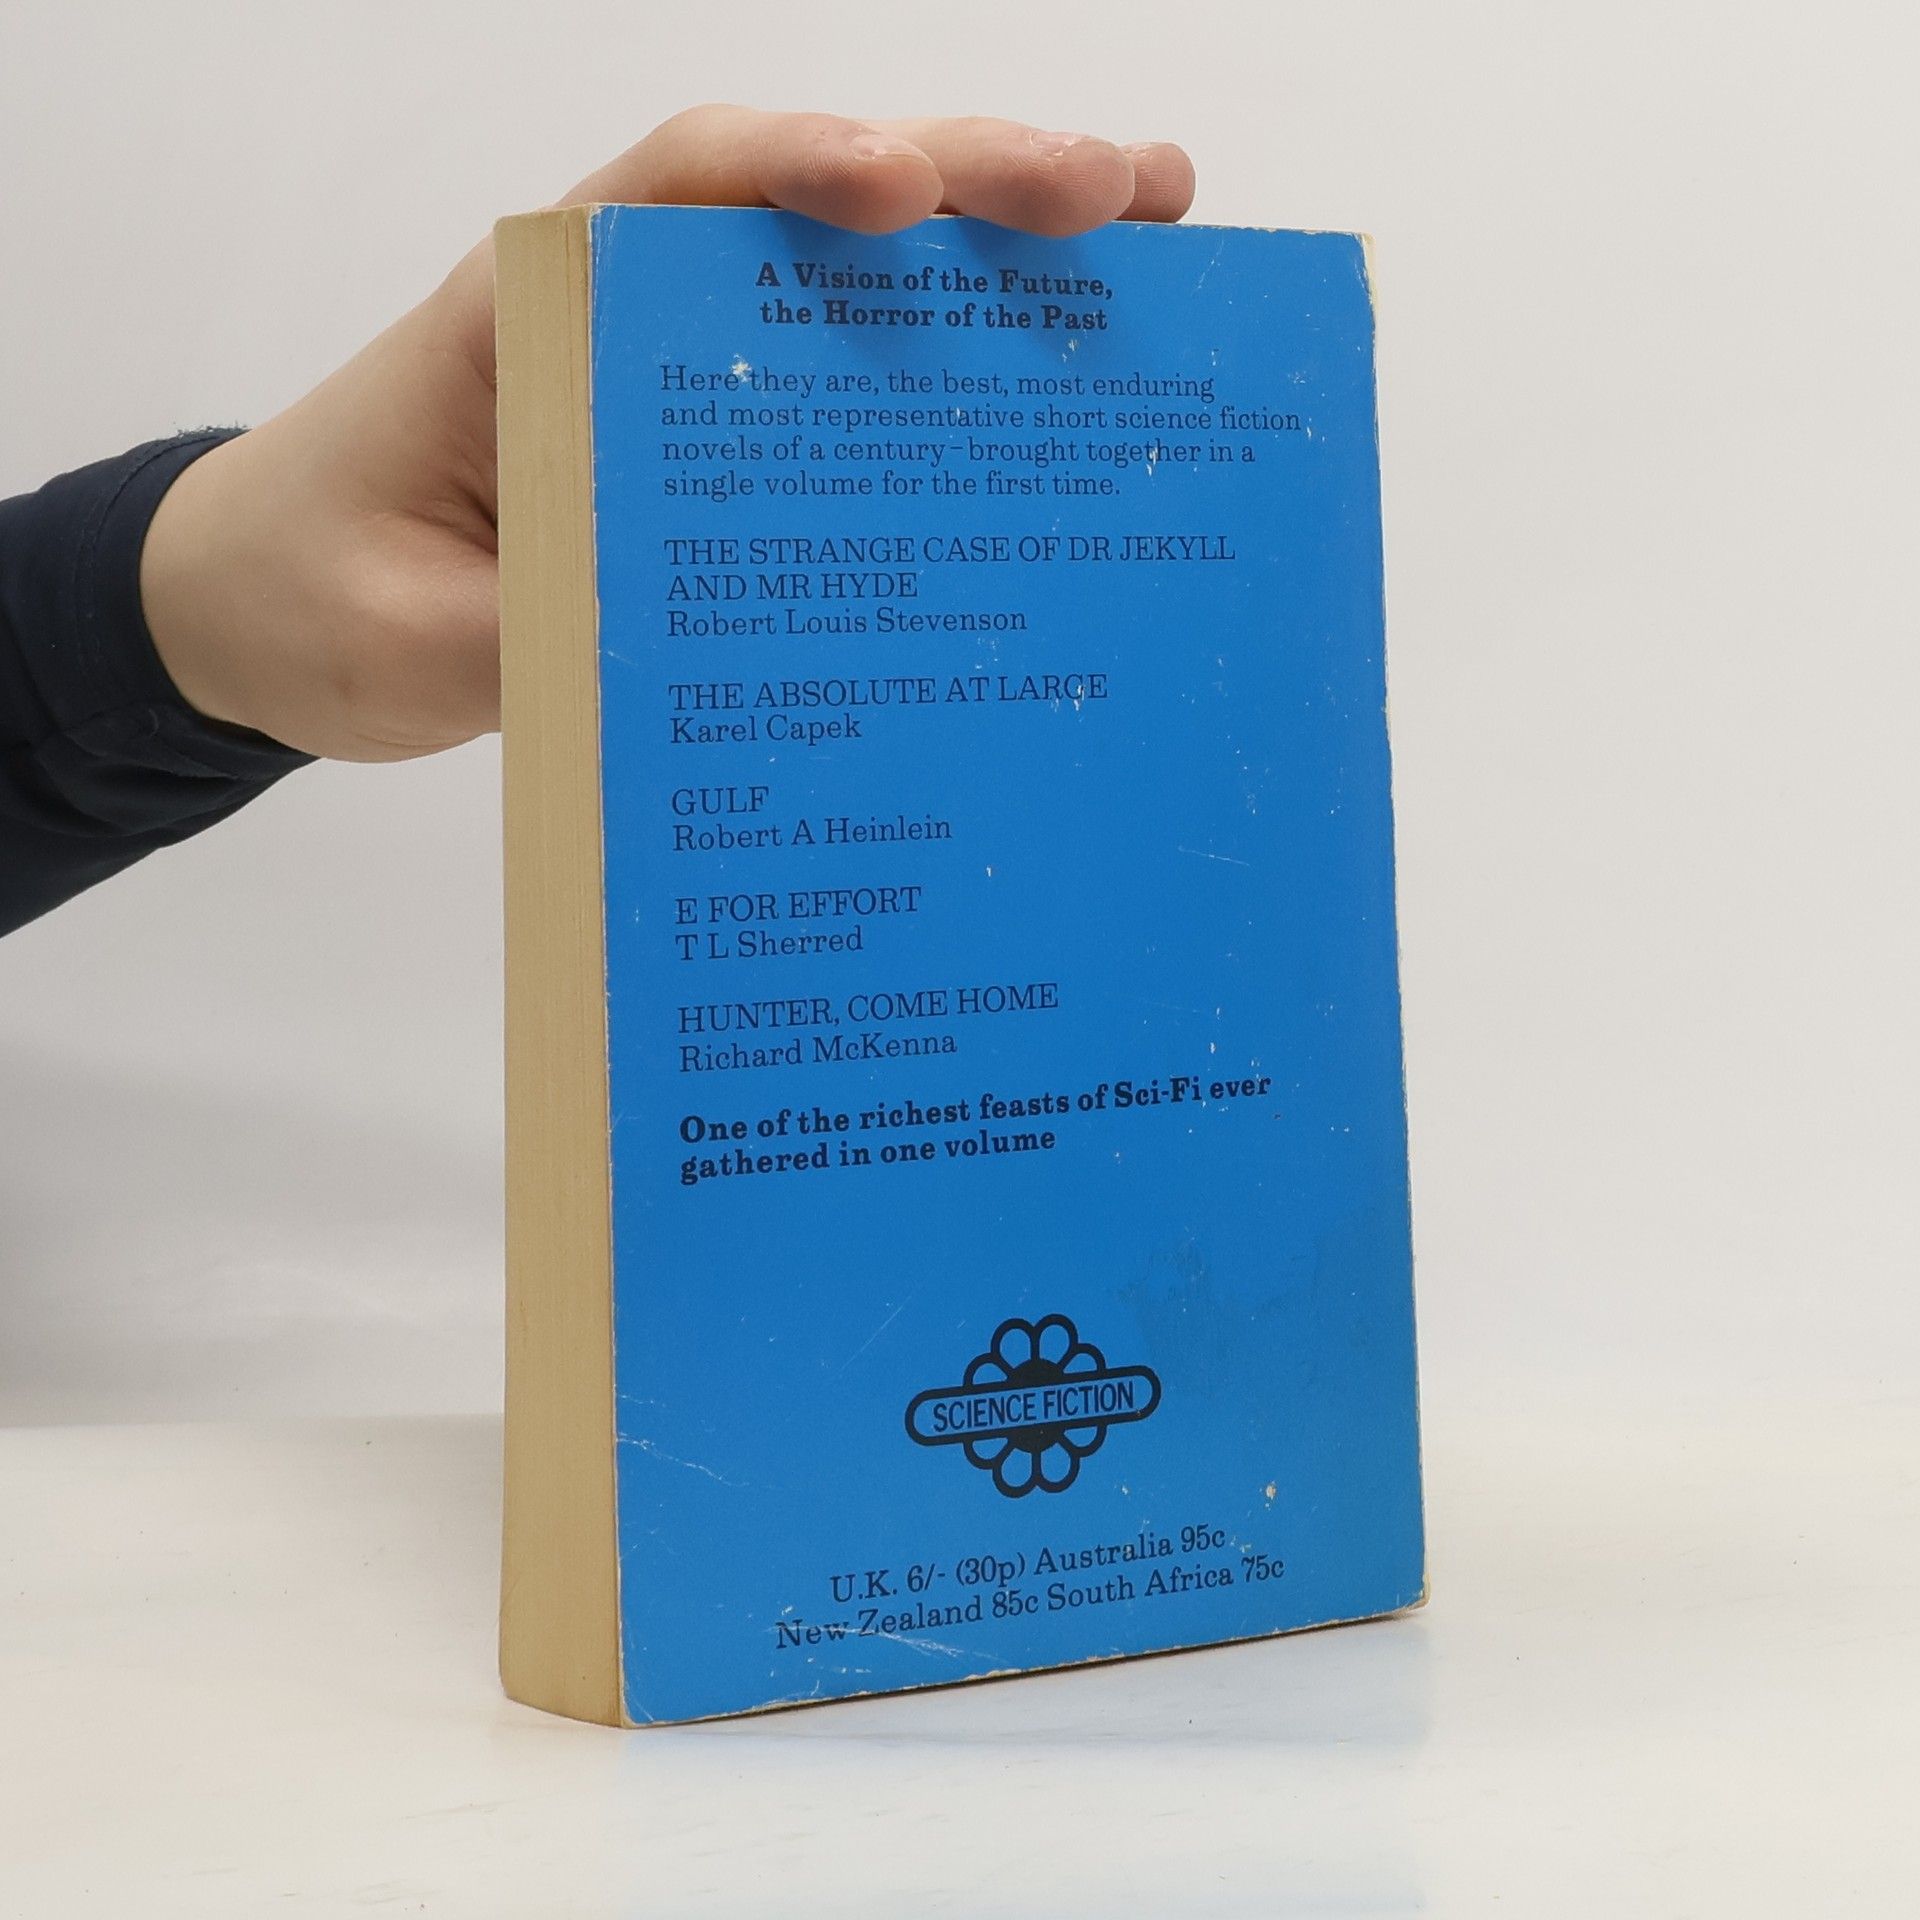 A Vision of the Future,
the Horror of the Past
Here they are, the best, most enduring
and most representative short science fiction
novels of a century-brought together in a
single volume for the first time.
THE STRANGE CASE OF DR JEKYLL
AND MR HYDE
Robert Louis Stevenson
THE ABSOLUTE AT LARGE
Karel Capek
GULF
Robert A Heinlein
E FOR EFFORT
T L Sherred
HUNTER, COME HOME
Richard McKenna
One of the richest feasts of Sci-Fi ever
gathered in one volume
SCIENCE FICTION
U.K. 6/- (30p) Australia 95c
New Zealand 85c South Africa 75c